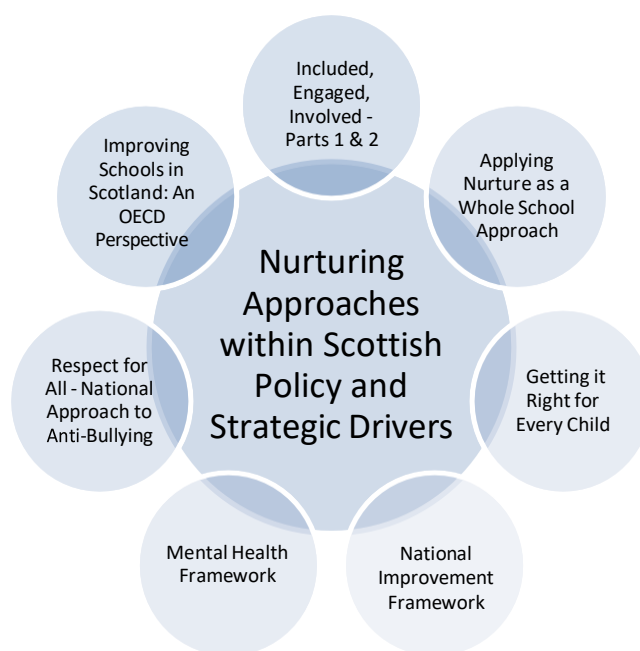 Included,
Engaged,
Involved -
Parts 1 & 2
Improving
Schools in
Scotland: An
OECD
Perspective
Applying
Nurture as a
Whole School
Approach
Nurturing
Approaches
within Scottish
Policy and
Strategic Drivers
Respect for
All - National
Approach to
Anti-Bullying
Getting it
Right for
Every Child
Mental Health
Framework
National
Improvement
Framework